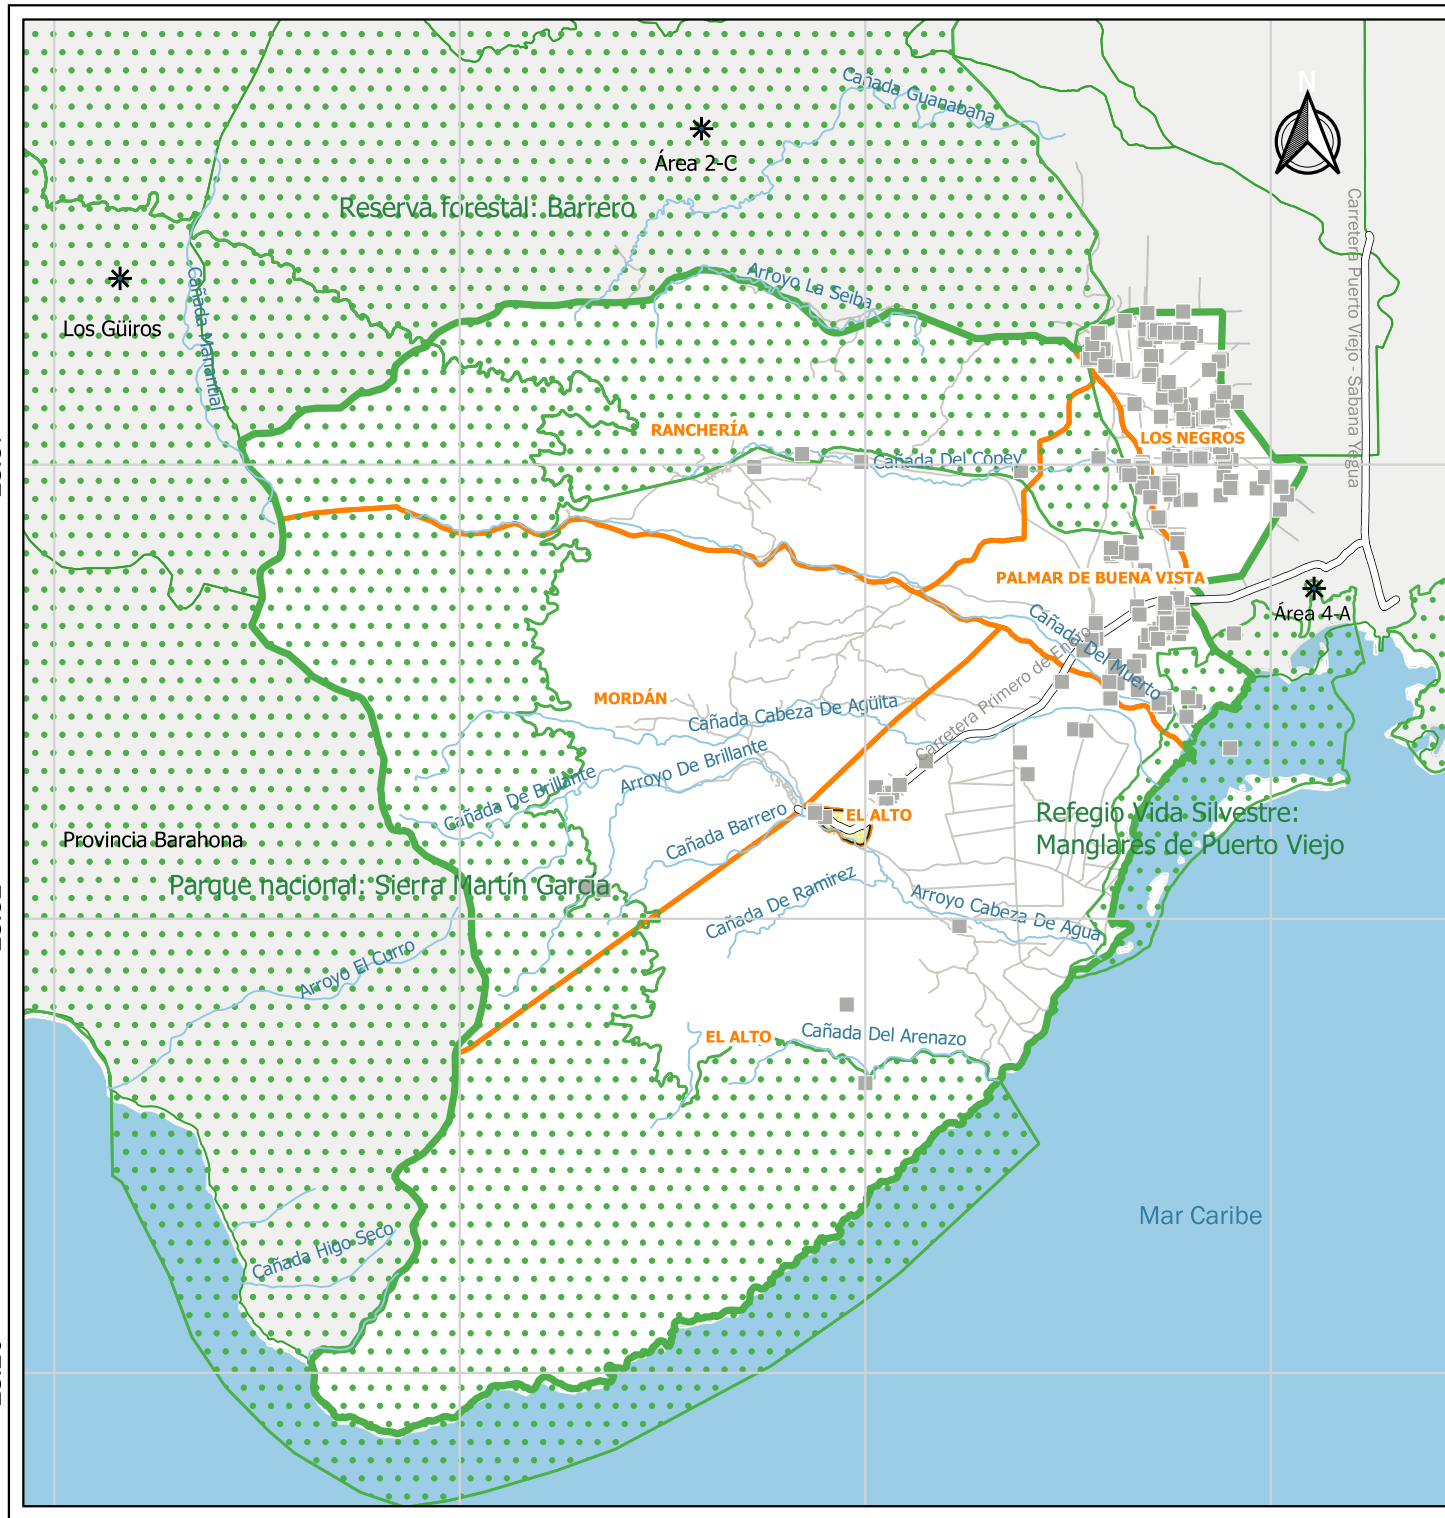 N
Cañada Guanabana
Área 2-C
Reserva forestal: Barrero
Carretera Puerto Viejo - Sabana Yegua
Los Güiros
Cañada Manantial
Arroyo La Seiba
RANCHERÍA
LOS NEGROS
Cañada Del Copey
PALMAR DE BUENA VISTA
Área 4-A
Cañada Del Muerto
Carretera Primero de Enero
MORDÁN
Cañada Cabeza De Agüita
Arroyo De Brillante
Cañada De Brillante
Cañada Barrero
EL ALTO
Refegio Vida Silvestre:
Manglares de Puerto Viejo
Provincia Barahona
Parque nacional: Sierra Martín García
Cañada De Ramirez
Arroyo Cabeza De Agua
Arroyo El Curro
EL ALTO
Cañada Del Arenazo
Mar Caribe
Cañada Higo Seco